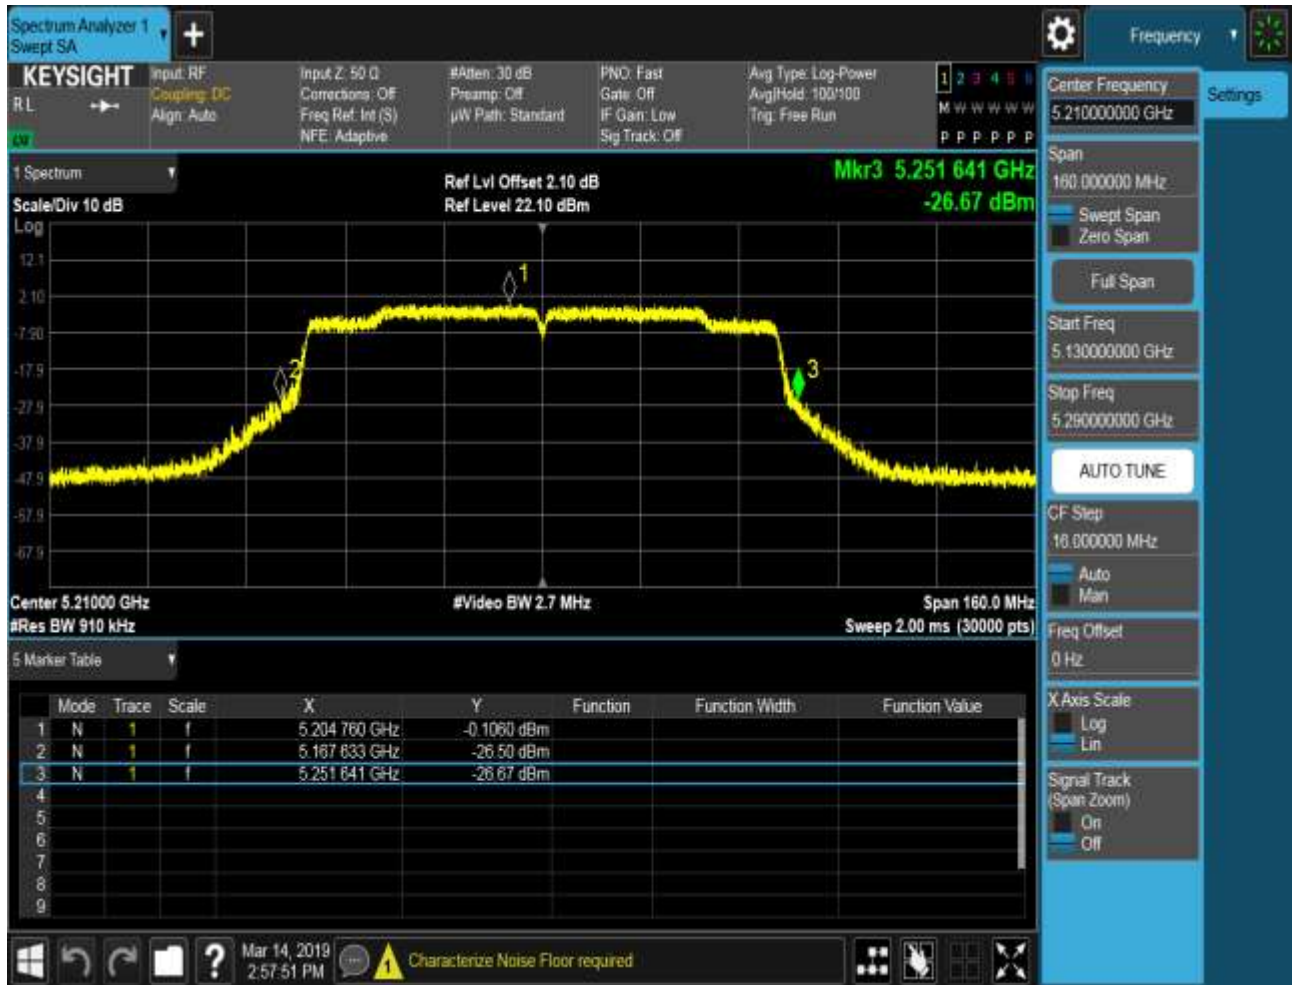 Spectrum Analyzer 1
Swept SA
+
Frequency
KEYSIGHT
RL
Input: RF
Coupling: DC
Align: Auto
Input Z: 50 Ω
Corrections: Off
Freq Ref: Int (S)
NFE: Adaptive
#Atten: 30 dB
Preamp: Off
µW Path: Standard
PNO: Fast
Gate: Off
IF Gain: Low
Sig Track: Off
Avg Type: Log-Power
Avg|Hold: 100/100
Trig: Free Run
1 2 3 4 5 6
M W W W W W
P P P P P P
1 Spectrum
Scale/Div 10 dB
Ref Lvl Offset 2.10 dB
Ref Level 22.10 dBm
Mkr3 5.251 641 GHz
-26.67 dBm
Log
12.1
2.10
-7.90
-17.9
-27.9
-37.9
-47.9
-57.9
-67.9
1
2
3
Center 5.21000 GHz
#Res BW 910 kHz
#Video BW 2.7 MHz
Span 160.0 MHz
Sweep 2.00 ms (30000 pts)
5 Marker Table
Mode Trace Scale X Y Function Function Width Function Value
1 N 1 f 5.204 760 GHz -0.1060 dBm
2 N 1 f 5.167 633 GHz -26.50 dBm
3 N 1 f 5.251 641 GHz -26.67 dBm
4
5
6
7
8
9
?
Mar 14, 2019
2:57:51 PM
1
Characterize Noise Floor required
Center Frequency
5.210000000 GHz
Settings
Span
160.000000 MHz
Swept Span
Zero Span
Full Span
Start Freq
5.130000000 GHz
Stop Freq
5.290000000 GHz
AUTO TUNE
CF Step
16.000000 MHz
Auto
Man
Freq Offset
0 Hz
X Axis Scale
Log
Lin
Signal Track
(Span Zoom)
On
Off